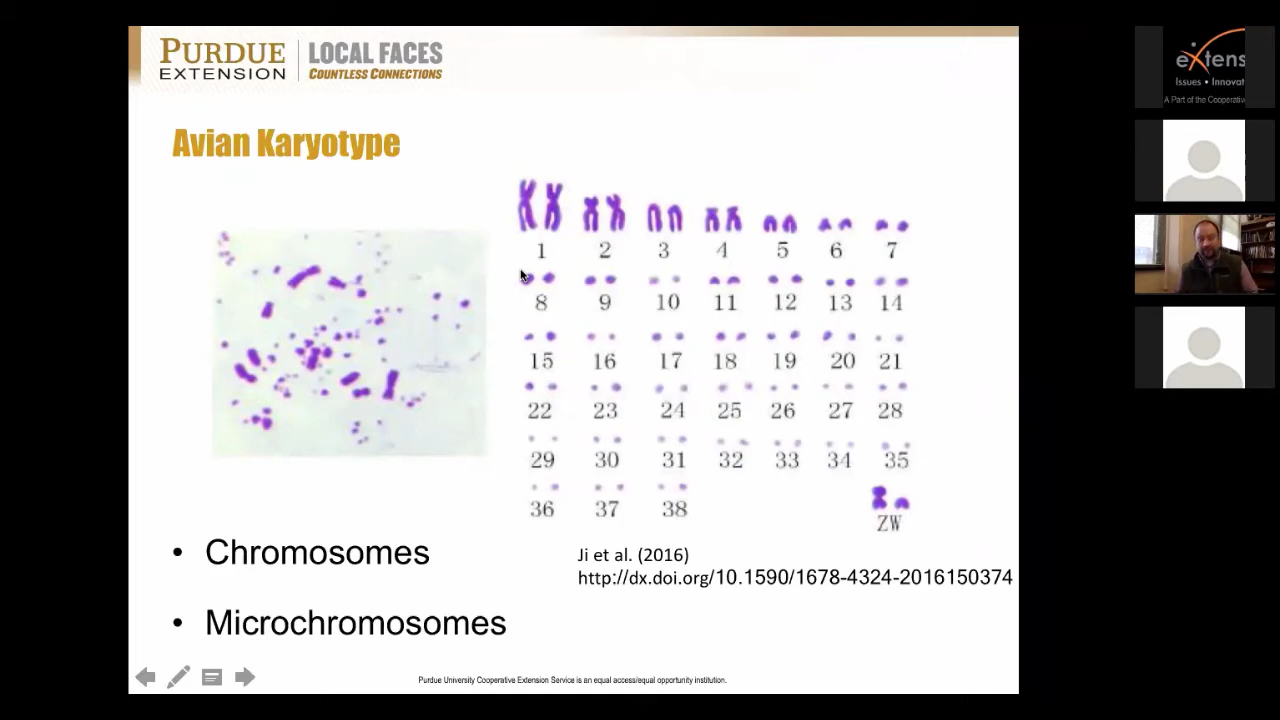 PURDUE
EXTENSION
LOCAL FACES
COUNTLESS CONNECTIONS
Avian Karyotype
1 2 3 4 5 6 7
8 9 10 11 12 13 14
15 16 17 18 19 20 21
22 23 24 25 26 27 28
29 30 31 32 33 34 35
36 37 38
ZW
• Chromosomes
Ji et al. (2016)
http://dx.doi.org/10.1590/1678-4324-2016150374
• Microchromosomes
Purdue University Cooperative Extension Service is an equal access/equal opportunity institution.
eXtens
Issues • Innovat
A Part of the Cooperativ